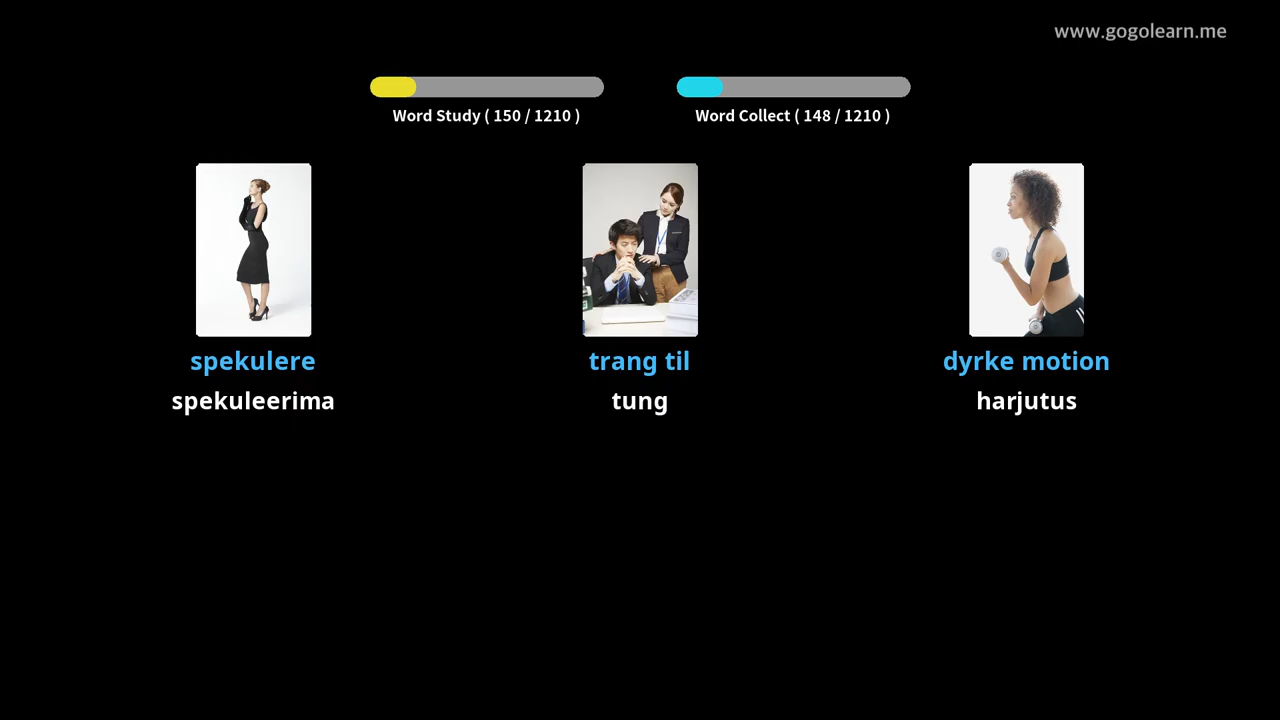 www.gogolearn.me
Word Study ( 150 / 1210 )
Word Collect ( 148 / 1210 )
spekulere
trang til
dyrke motion
spekuleerima
tung
harjutus